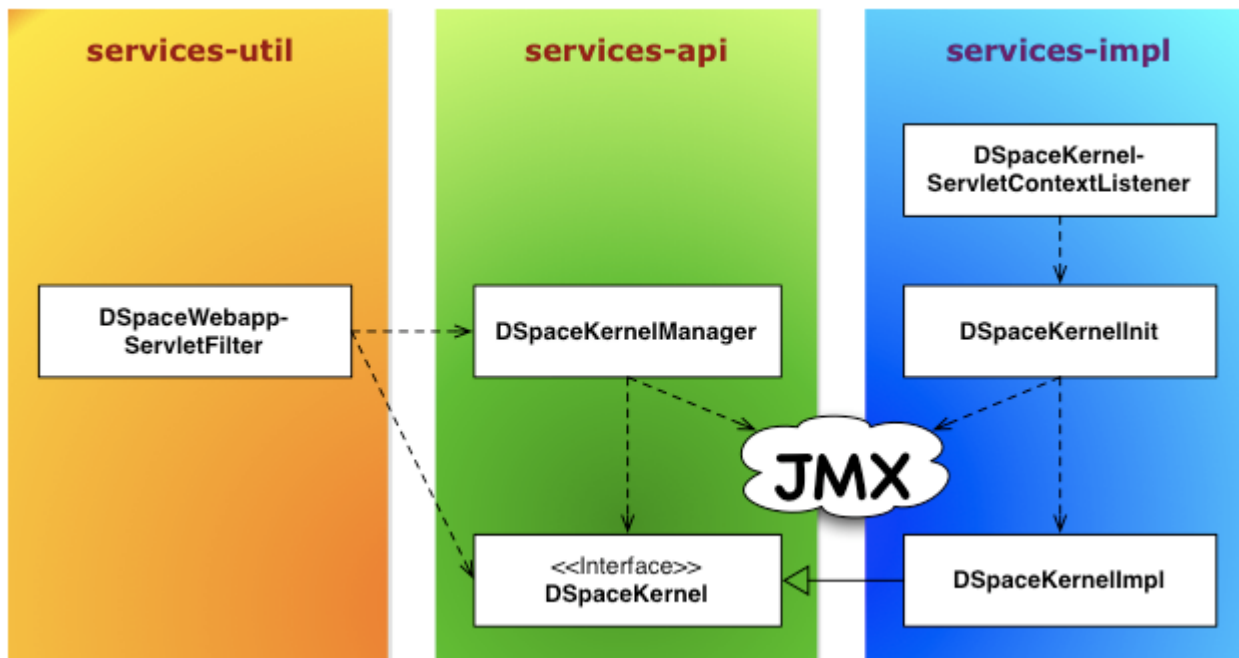 services-util
services-api
services-impl
DSpaceKernel-
ServletContextListener
DSpaceWebapp-
ServletFilter
DSpaceKernelManager
DSpaceKernelInit
JMX
<<Interface>>
DSpaceKernel
DSpaceKernelImpl